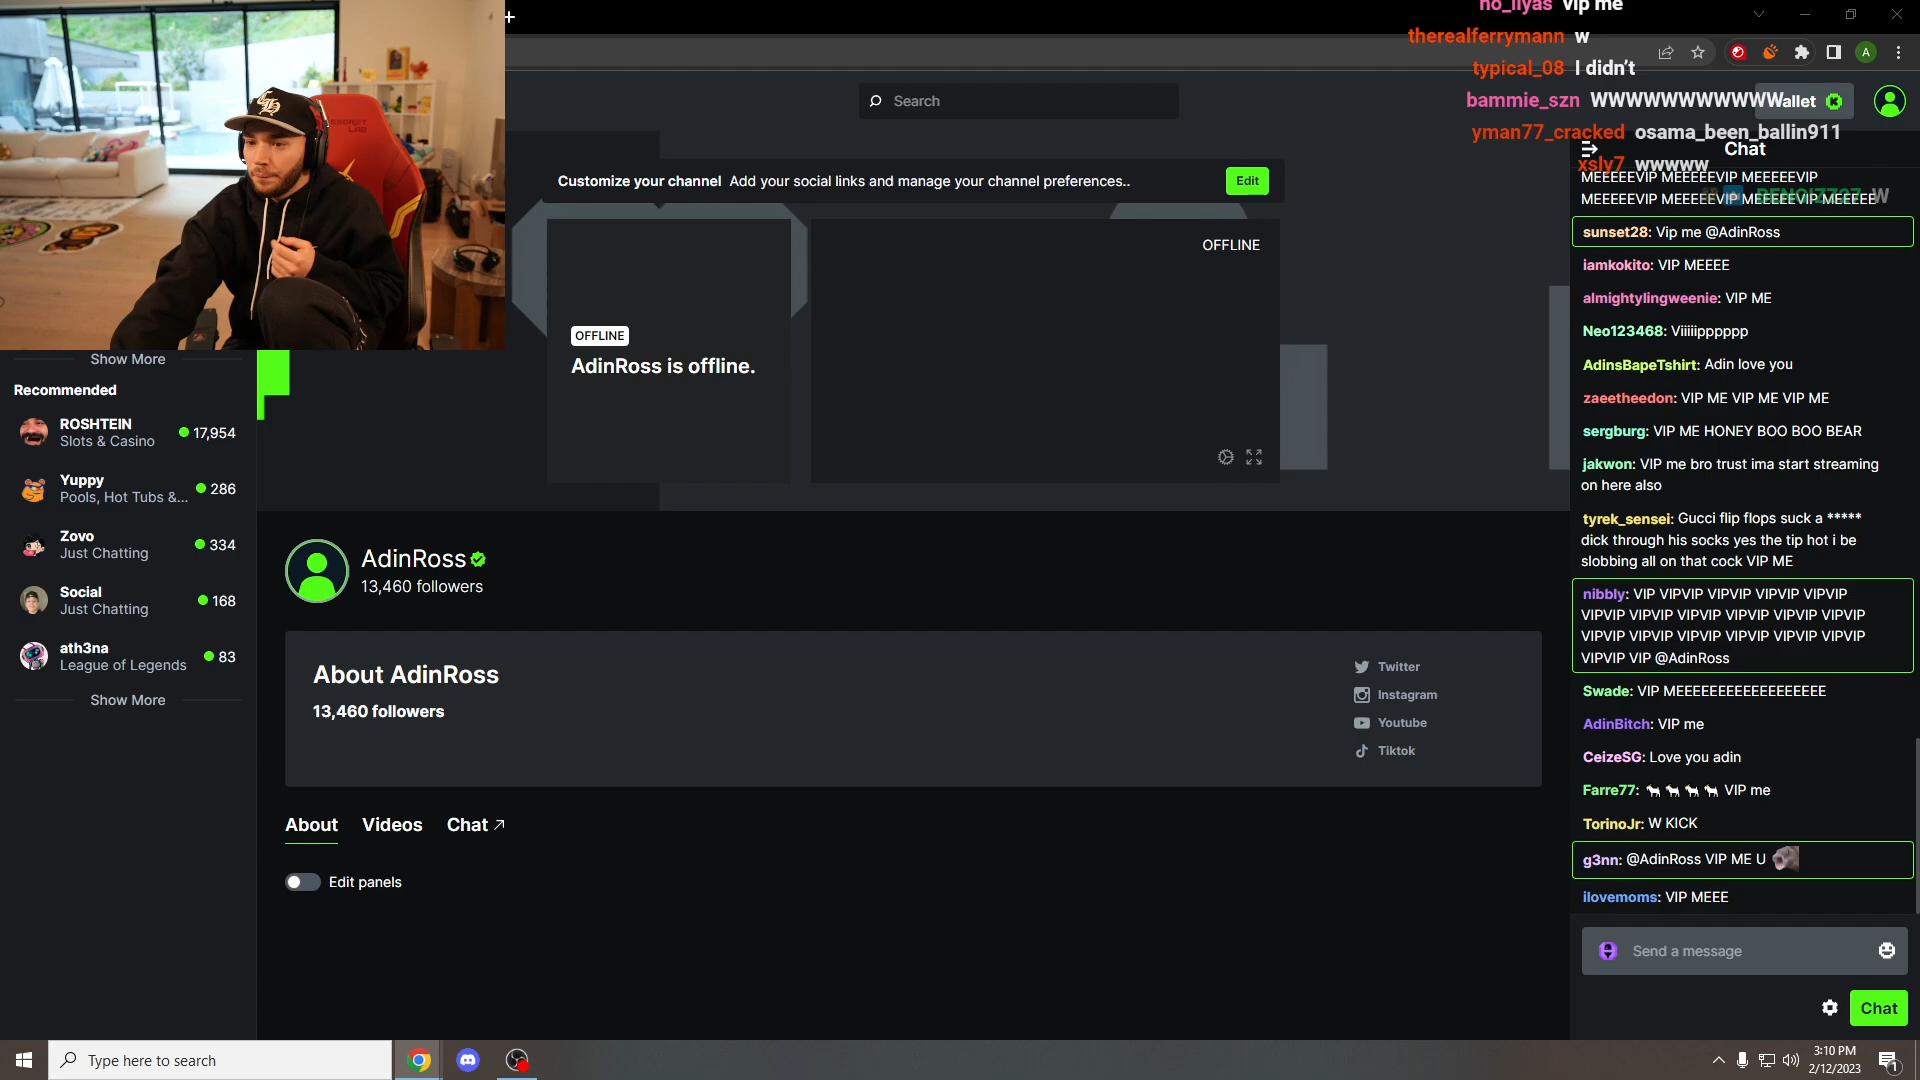 no_ilyas vip me
therealferrymann w
typical_08 I didn't
bammie_szn WWWWWWWWWWW
yman77_cracked osama_been_ballin911
xsly7 wwwww
W
Search
Wallet
A
Customize your channel Add your social links and manage your channel preferences..
Edit
OFFLINE
OFFLINE
AdinRoss is offline.
Show More
Recommended
ROSHTEIN
Slots & Casino
17,954
Yuppy
Pools, Hot Tubs &...
286
Zovo
Just Chatting
334
Social
Just Chatting
168
ath3na
League of Legends
83
Show More
AdinRoss
13,460 followers
About AdinRoss
13,460 followers
Twitter
Instagram
Youtube
Tiktok
About
Videos
Chat
Edit panels
Chat
MEEEEEVIP MEEEEEVIP MEEEEEVIP
MEEEEEVIP MEEEEEVIP MEEEEEVIP MEEEEE
sunset28: Vip me @AdinRoss
iamkokito: VIP MEEEE
almightylingweenie: VIP ME
Neo123468: Viiiiipppppp
AdinsBapeTshirt: Adin love you
zaeetheedon: VIP ME VIP ME VIP ME
sergburg: VIP ME HONEY BOO BOO BEAR
jakwon: VIP me bro trust ima start streaming
on here also
tyrek_sensei: Gucci flip flops suck a *****
dick through his socks yes the tip hot i be
slobbing all on that cock VIP ME
nibbly: VIP VIPVIP VIPVIP VIPVIP VIPVIP
VIPVIP VIPVIP VIPVIP VIPVIP VIPVIP VIPVIP
VIPVIP VIPVIP VIPVIP VIPVIP VIPVIP VIPVIP
VIPVIP VIP @AdinRoss
Swade: VIP MEEEEEEEEEEEEEEEEEE
AdinBitch: VIP me
CeizeSG: Love you adin
Farre77: VIP me
TorinoJr: W KICK
g3nn: @AdinRoss VIP ME U
ilovemoms: VIP MEEE
Send a message
Chat
Type here to search
3:10 PM
2/12/2023
1